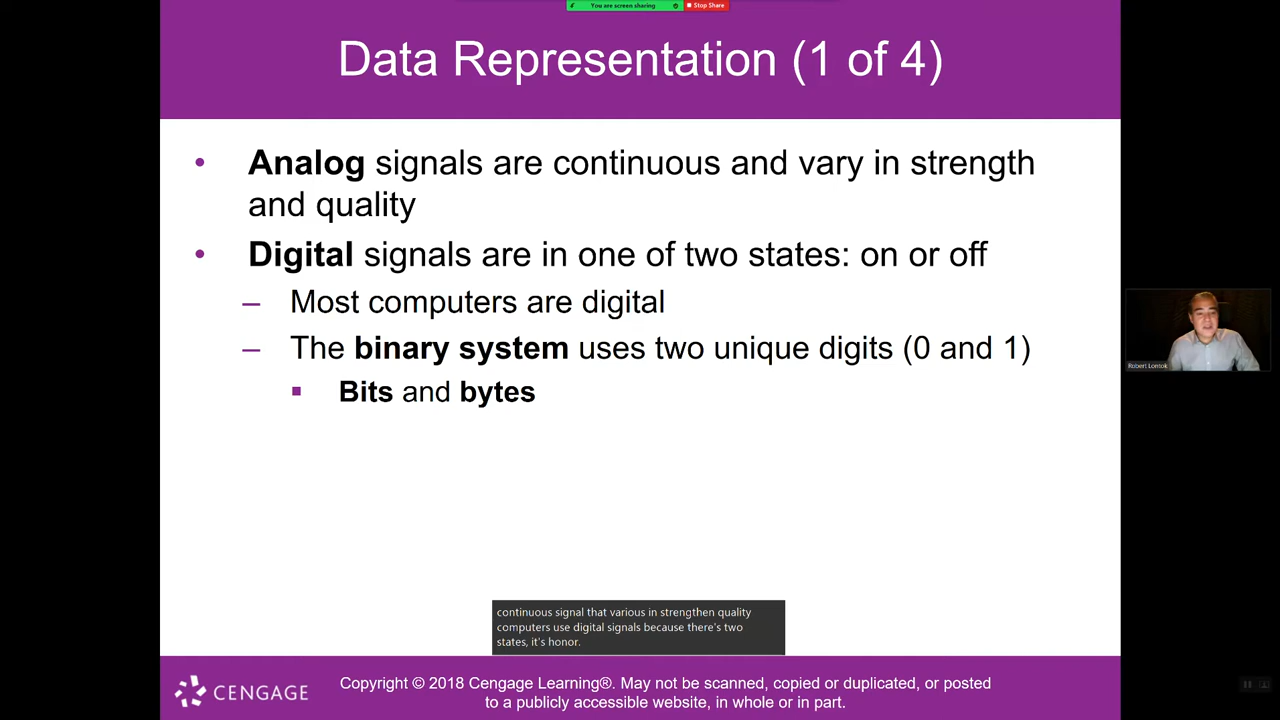 You are screen sharing Stop Share
Data Representation (1 of 4)
• Analog signals are continuous and vary in strength
and quality
• Digital signals are in one of two states: on or off
– Most computers are digital
– The binary system uses two unique digits (0 and 1)
▪ Bits and bytes
Robert Lontok
continuous signal that various in strengthen quality
computers use digital signals because there's two
states, it's honor.
CENGAGE
Copyright © 2018 Cengage Learning®. May not be scanned, copied or duplicated, or posted
to a publicly accessible website, in whole or in part.